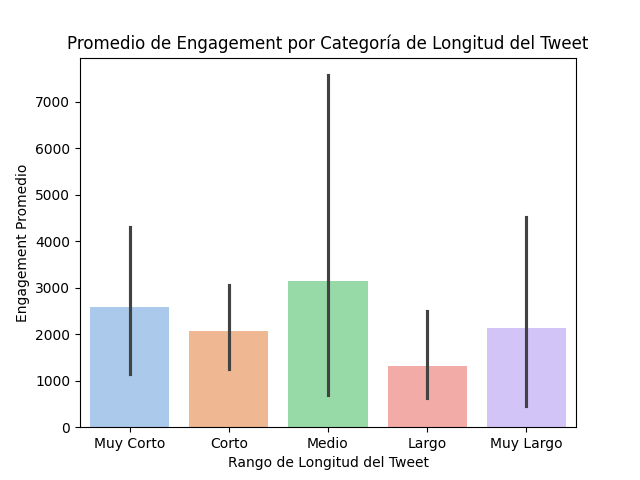 Promedio de Engagement por Categoría de Longitud del Tweet
Engagement Promedio
7000
6000
5000
4000
3000
2000
1000
0
Muy Corto
Corto
Medio
Largo
Muy Largo
Rango de Longitud del Tweet